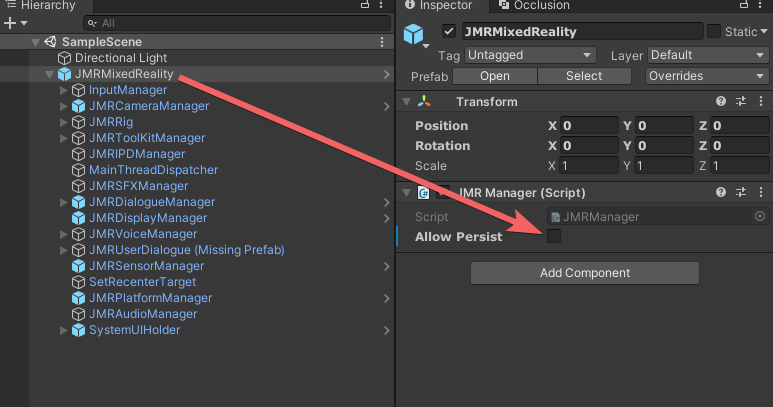 Hierarchy
All
SampleScene
Directional Light
JMRMixedReality
InputManager
JMRCameraManager
JMRRig
JMRToolKitManager
JMRIPDManager
MainThreadDispatcher
JMRSFXManager
JMRDialogueManager
JMRDisplayManager
JMRVoiceManager
JMRUserDialogue (Missing Prefab)
JMRSensorManager
SetRecenterTarget
JMRPlatformManager
JMRAudioManager
SystemUIHolder
Inspector Occlusion
JMRMixedReality Static
Tag Untagged Layer Default
Prefab Open Select Overrides
Transform
Position X 0 Y 0 Z 0
Rotation X 0 Y 0 Z 0
Scale X 1 Y 1 Z 1
JMR Manager (Script)
Script JMRManager
Allow Persist
Add Component